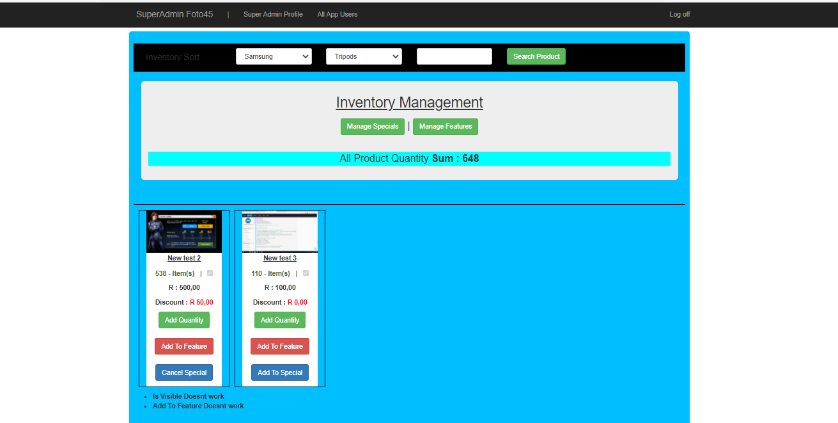 SuperAdmin Foto45 | Super Admin Profile All App Users Log off
Inventory Sort Samsung Tripods Search Product
Inventory Management
Manage Specials | Manage Features
All Product Quantity Sum : 648
New test 2 New test 3
538 - Item(s) | 110 - Item(s) |
R : 500,00 R : 100,00
Discount : R 50,00 Discount : R 0,00
Add Quantity Add Quantity
Add To Feature Add To Feature
Cancel Special Add To Special
Is Visible Doesnt work
Add To Feature Doesnt work